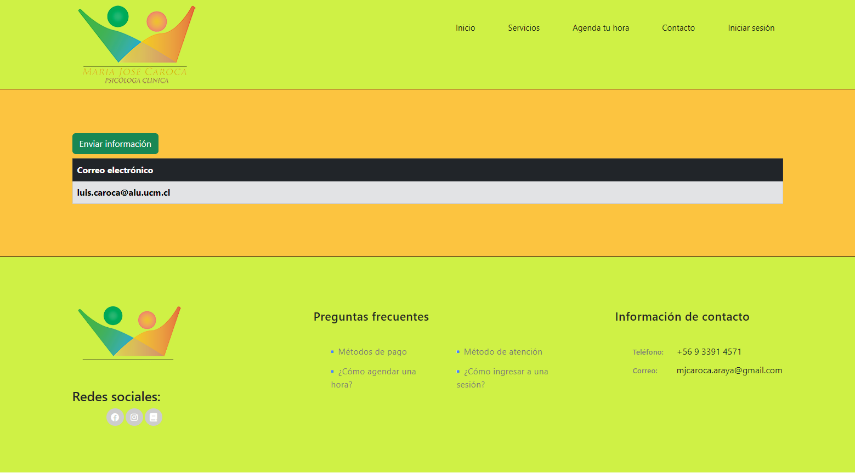 Inicio
Servicios
Agenda tu hora
Contacto
Iniciar sesión
MARIA JOSE CAROCA
PSICÓLOGA CLINICA
Enviar información
Correo electrónico
luis.caroca@alu.ucm.cl
Redes sociales:
Preguntas frecuentes
Métodos de pago
¿Cómo agendar una
hora?
Método de atención
¿Cómo ingresar a una
sesión?
Información de contacto
Teléfono: +56 9 3391 4571
Correo: mjcaroca.araya@gmail.com